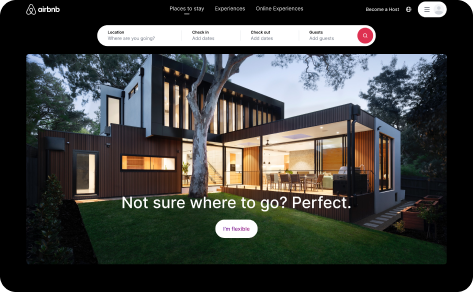 airbnb
Places to stay Experiences Online Experiences
Become a Host
Location Check in Check out Guests
Where are you going? Add dates Add dates Add guests
Not sure where to go? Perfect.
I'm flexible